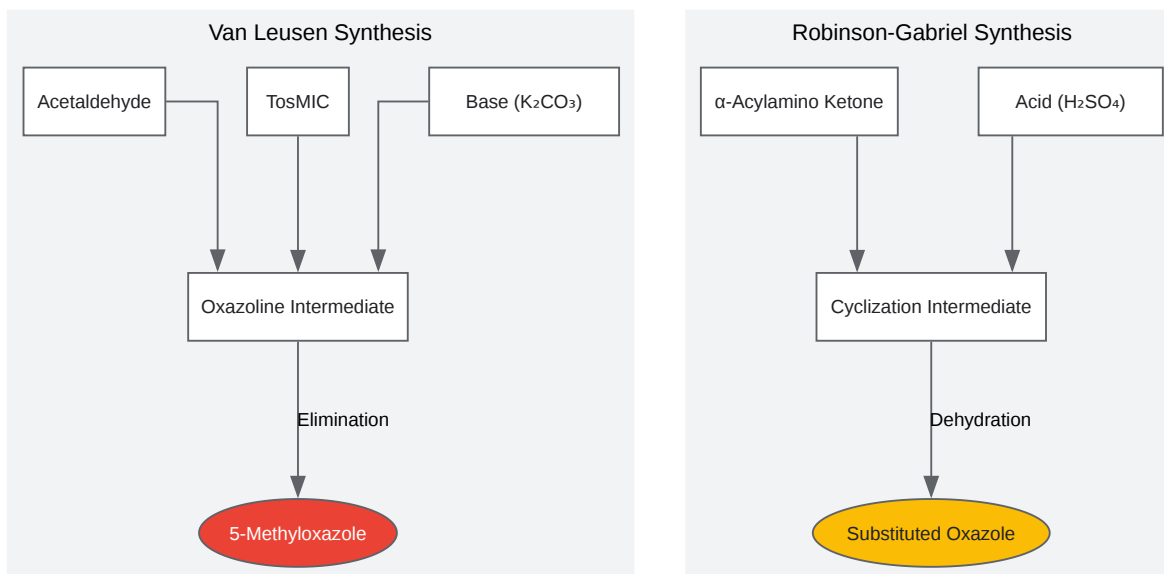 Van Leusen Synthesis
Acetaldehyde
TosMIC
Base (K₂CO₃)
Oxazoline Intermediate
Elimination
5-Methyloxazole
Robinson-Gabriel Synthesis
α-Acylamino Ketone
Acid (H₂SO₄)
Cyclization Intermediate
Dehydration
Substituted Oxazole